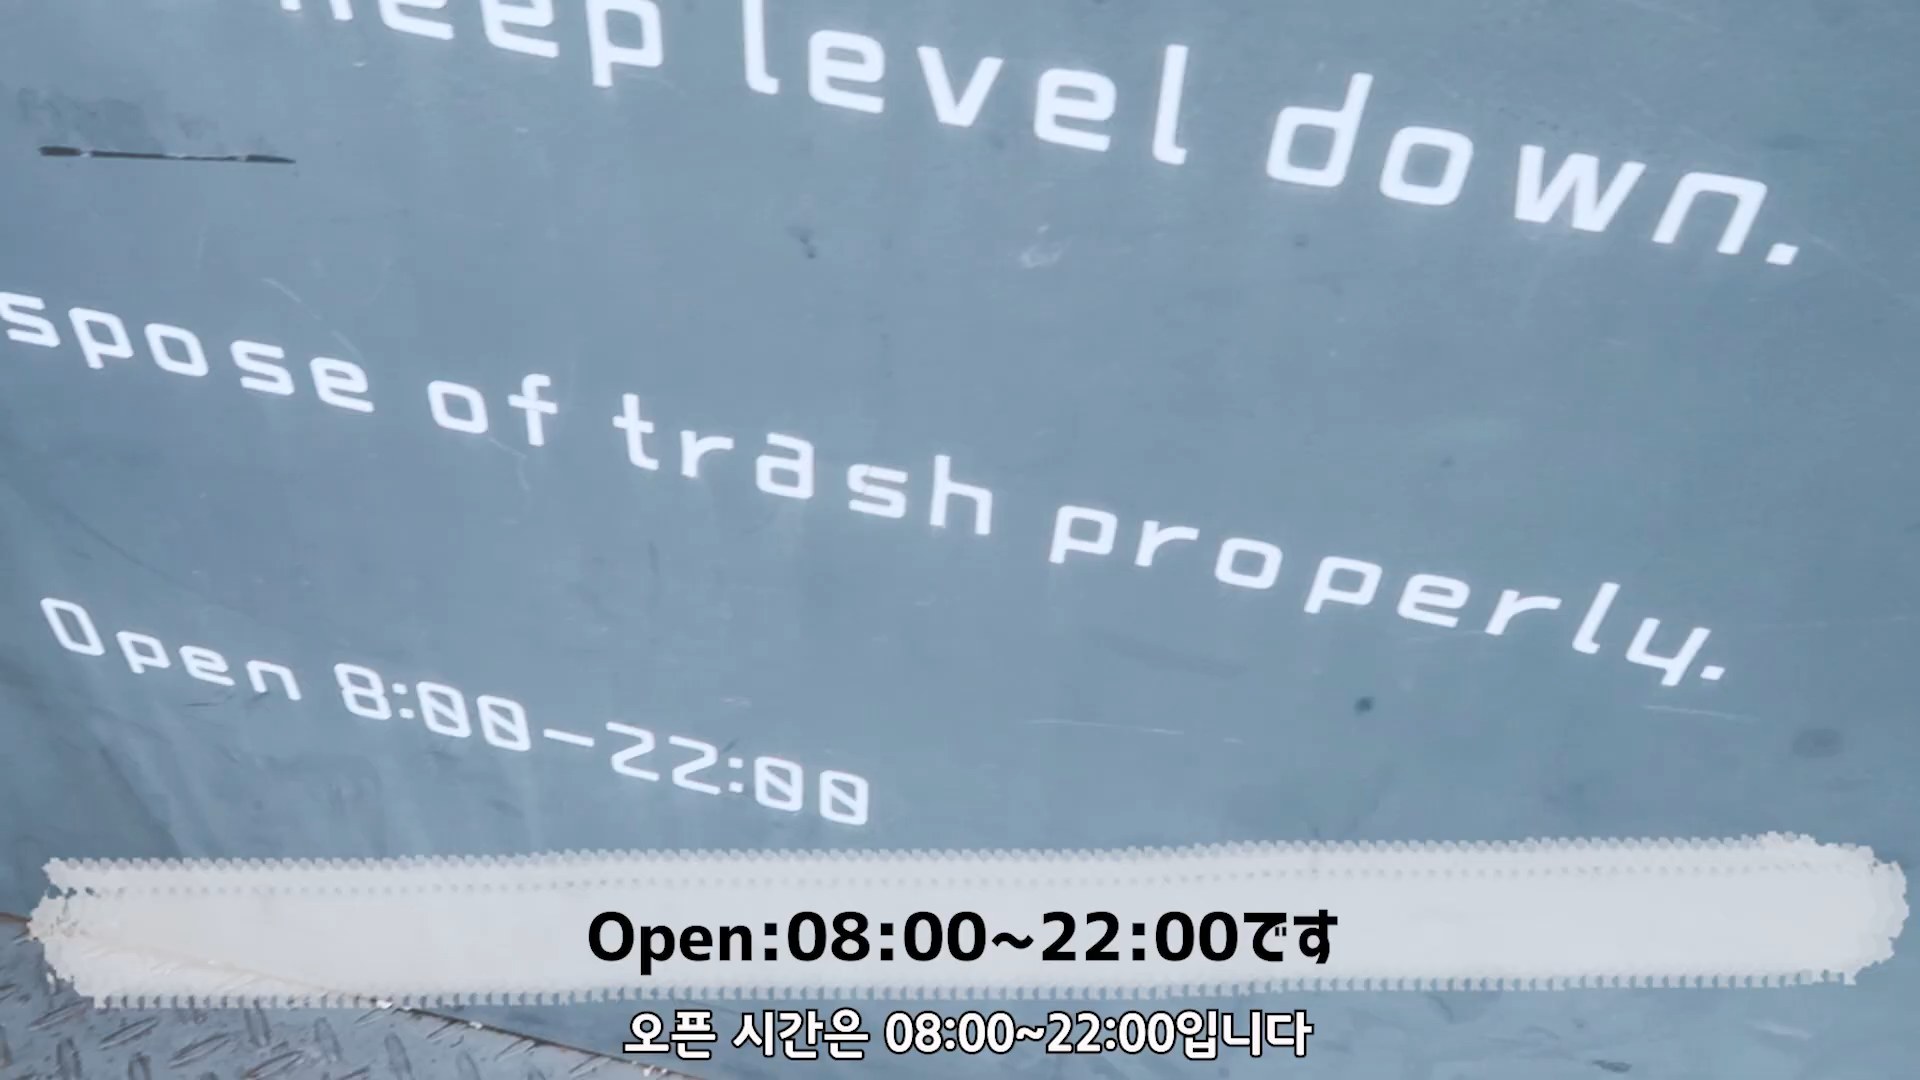 level down.
of trash properly.
Open 8:00-22:00
Open:08:00~22:00です
오픈 시간은 08:00~22:00입니다